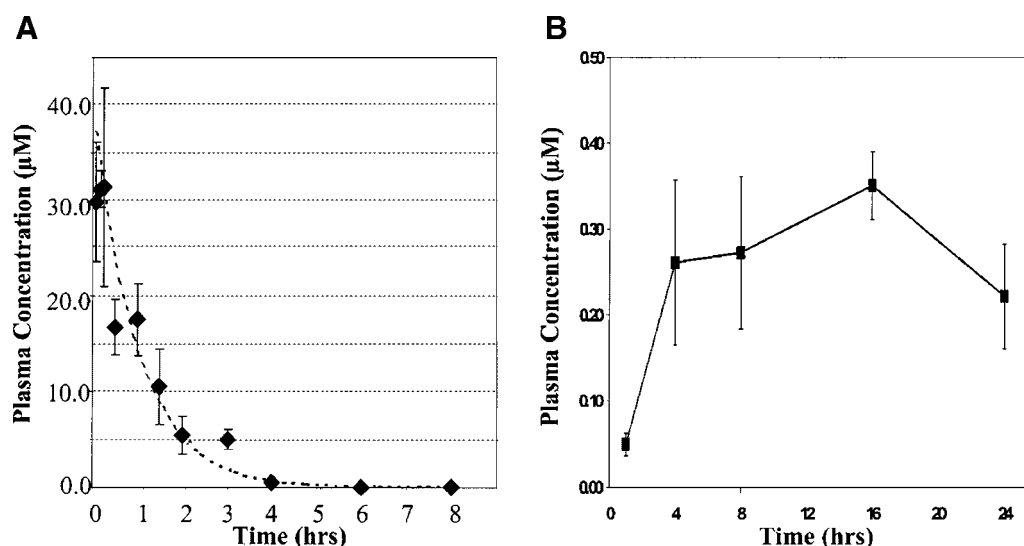 A
Plasma Concentration (µM)
40.0
30.0
20.0
10.0
0.0
0 1 2 3 4 5 6 7 8
Time (hrs)
B
Plasma Concentration (µM)
0.50
0.40
0.30
0.20
0.10
0.00
0 4 8 12 16 20 24
Time (hrs)